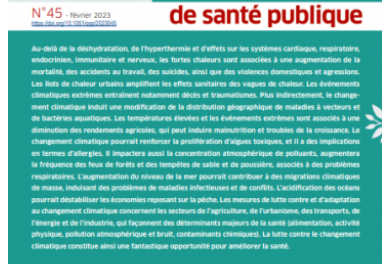 N°45 - février 2023
de santé publique
https://doi.org/10.1051/qsp/2023045
Au-delà de la déshydratation, de l'hyperthermie et d'effets sur les systèmes cardiaque, respiratoire,
endocrinien, immunitaire et nerveux, les fortes chaleurs sont associées à une augmentation de la
mortalité, des accidents au travail, des suicides, ainsi que des violences domestiques et agressions.
Les îlots de chaleur urbains amplifient les effets sanitaires des vagues de chaleur. Les événements
climatiques extrêmes entraînent notamment décès et traumatismes. Plus indirectement, le change-
ment climatique induit une modification de la distribution géographique de maladies à vecteurs et
de bactéries aquatiques. Les températures élevées et les événements extrêmes sont associés à une
diminution des rendements agricoles, qui peut induire malnutrition et troubles de la croissance. Le
changement climatique pourrait renforcer la prolifération d'algues toxiques, et il a des implications
en termes d'allergies. Il impactera aussi la concentration atmosphérique de polluants, augmentera
la fréquence des feux de forêts et des tempêtes de sable et de poussière, associés à des problèmes
respiratoires. L'augmentation du niveau de la mer pourrait contribuer à des migrations climatiques
de masse, induisant des problèmes de maladies infectieuses et de conflits. L'acidification des océans
pourrait déstabiliser les économies reposant sur la pêche. Les mesures de lutte contre et d'adaptation
au changement climatique concernent les secteurs de l'agriculture, de l'urbanisme, des transports, de
l'énergie et de l'industrie, qui façonnent des déterminants majeurs de la santé (alimentation, activité
physique, pollution atmosphérique et bruit, contaminants chimiques). La lutte contre le changement
climatique constitue ainsi une fantastique opportunité pour améliorer la santé.